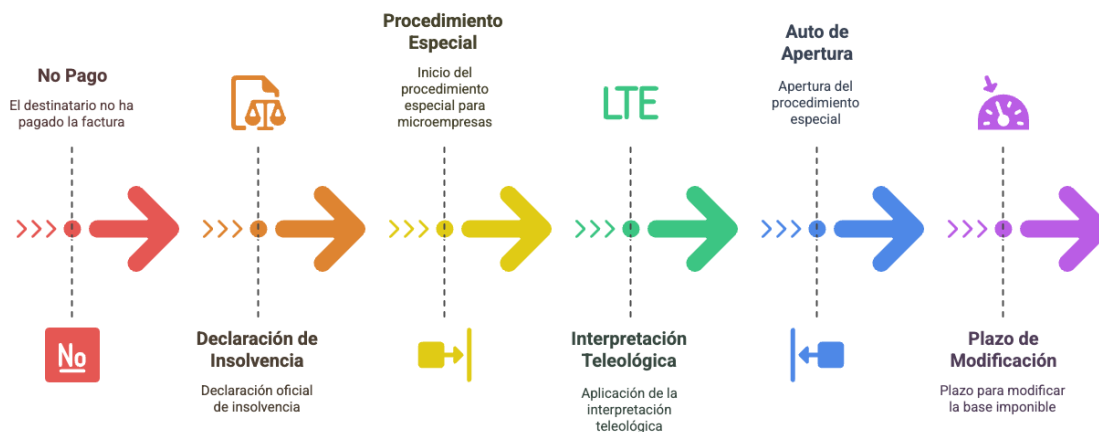 No Pago
El destinatario no ha
pagado la factura
No
Declaración de
Insolvencia
Declaración oficial
de insolvencia
Procedimiento
Especial
Inicio del
procedimiento
especial para
microempresas
LTE
Interpretación
Teleológica
Aplicación de la
interpretación
teleológica
Auto de
Apertura
Apertura del
procedimiento
especial
Plazo de
Modificación
Plazo para modificar
la base imponible